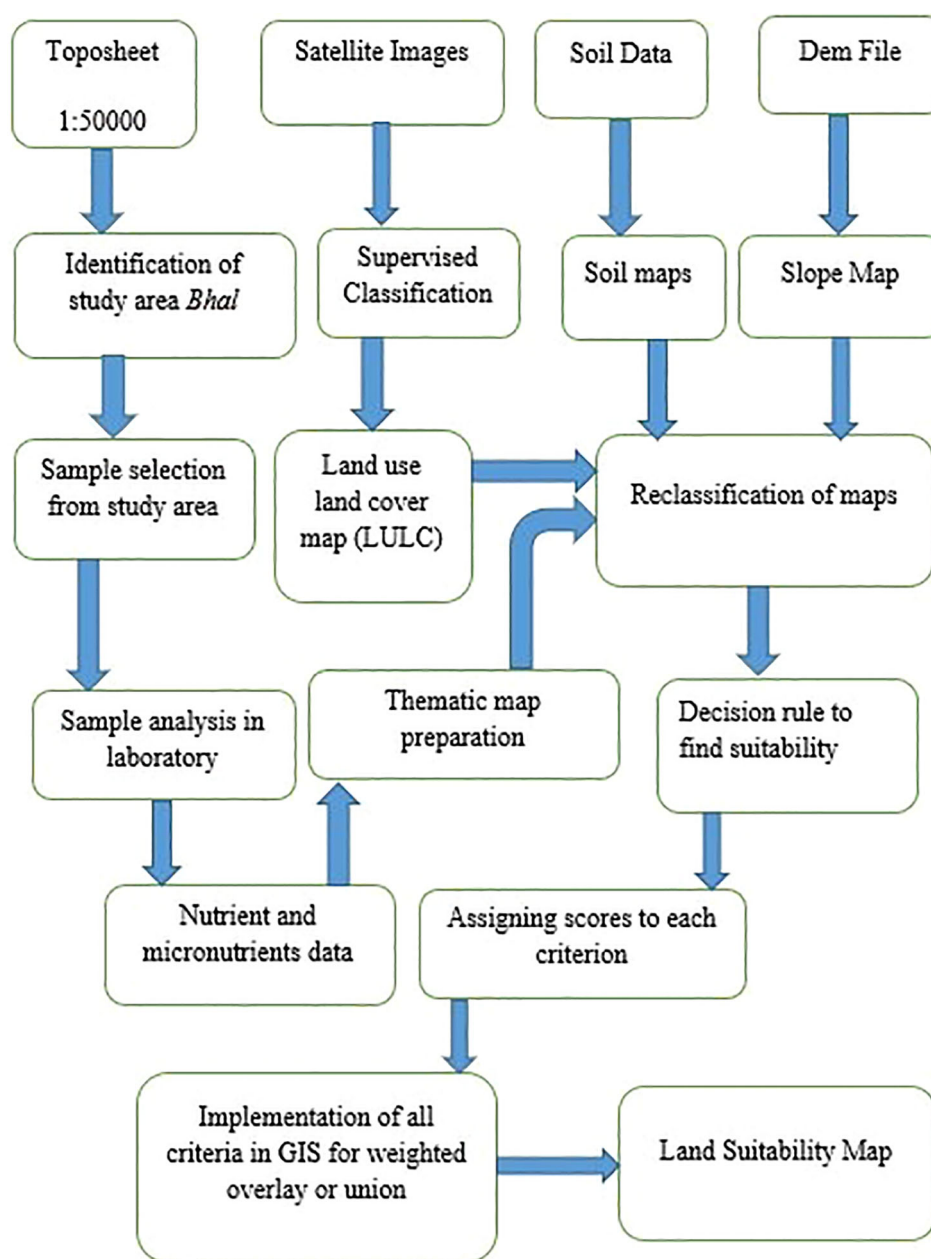 Toposheet
1:50000
Satellite Images
Soil Data
Dem File
Identification of
study area Bhal
Supervised
Classification
Soil maps
Slope Map
Sample selection
from study area
Land use
land cover
map (LULC)
Reclassification of maps
Sample analysis in
laboratory
Thematic map
preparation
Decision rule to
find suitability
Nutrient and
micronutrients data
Assigning scores to each
criterion
Implementation of all
criteria in GIS for weighted
overlay or union
Land Suitability Map